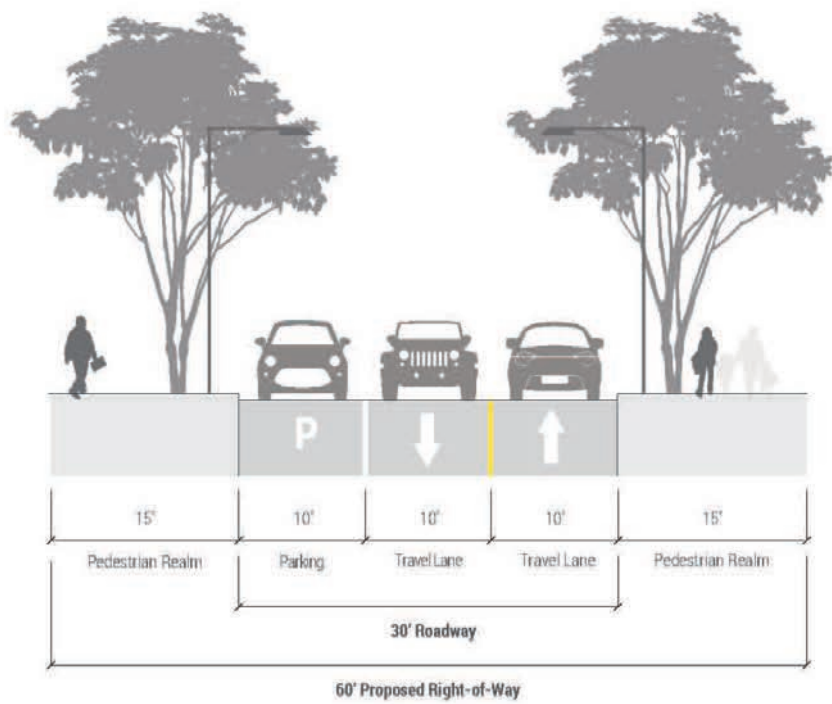 P
15'
10'
10'
10'
15'
Pedestrian Realm
Parking
Travel Lane
Travel Lane
Pedestrian Realm
30' Roadway
60' Proposed Right-of-Way